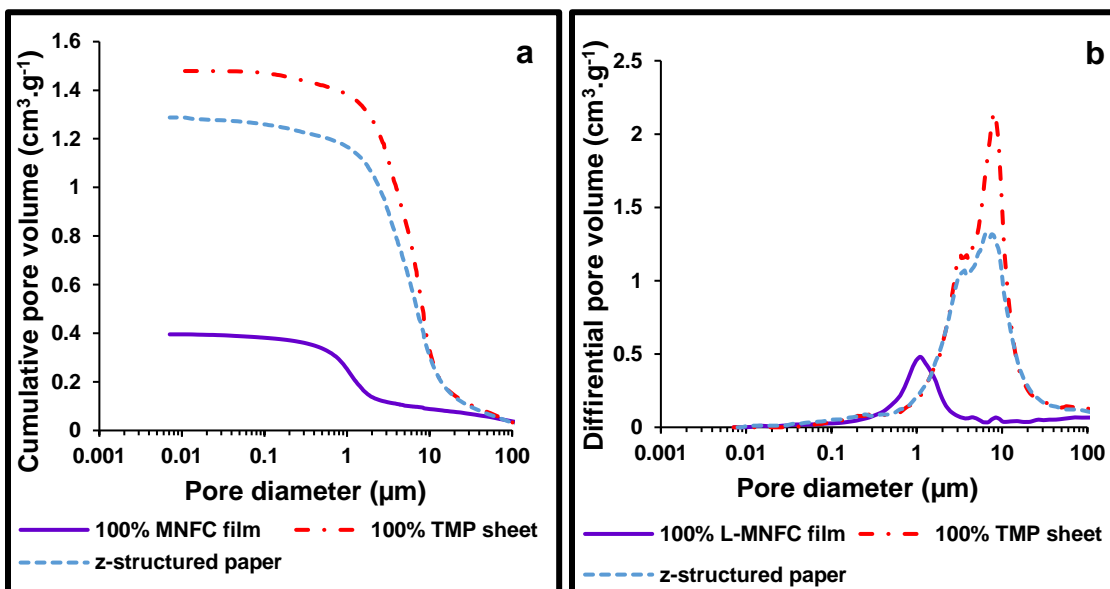 a
Cumulative pore volume (cm³.g⁻¹)
1.6
1.4
1.2
1
0.8
0.6
0.4
0.2
0
0.001 0.01 0.1 1 10 100
Pore diameter (µm)
100% MNFC film 100% TMP sheet
z-structured paper
b
Diffirential pore volume (cm³.g⁻¹)
2.5
2
1.5
1
0.5
0
0.001 0.01 0.1 1 10 100
Pore diameter (µm)
100% L-MNFC film 100% TMP sheet
z-structured paper